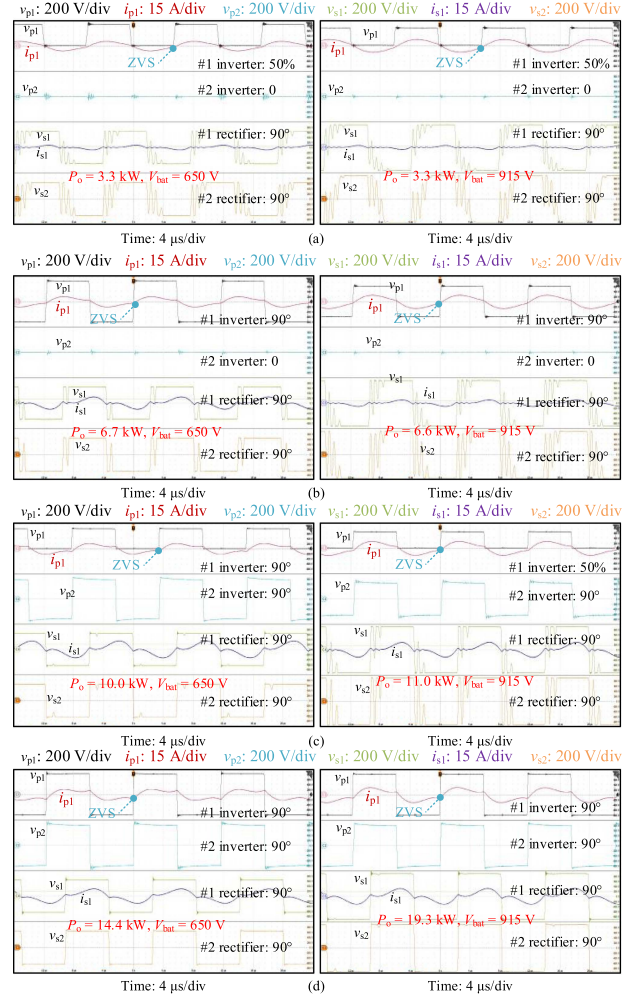 vp1: 200 V/div ip1: 15 A/div vp2: 200 V/div vs1: 200 V/div is1: 15 A/div vs2: 200 V/div
vp1
ip1
ZVS
#1 inverter: 50%
vp2
#2 inverter: 0
vs1
#1 rectifier: 90°
is1
Po = 3.3 kW, Vbat = 650 V
vs2
#2 rectifier: 90°
Time: 4 μs/div
vp1
ip1
ZVS
#1 inverter: 50%
vp2
#2 inverter: 0
vs1
#1 rectifier: 90°
is1
Po = 3.3 kW, Vbat = 915 V
vs2
#2 rectifier: 90°
Time: 4 μs/div
(a)
vp1: 200 V/div ip1: 15 A/div vp2: 200 V/div vs1: 200 V/div is1: 15 A/div vs2: 200 V/div
vp1
ip1
ZVS
#1 inverter: 90°
vp2
#2 inverter: 0
vs1
#1 rectifier: 90°
is1
Po = 6.7 kW, Vbat = 650 V
vs2
#2 rectifier: 90°
Time: 4 μs/div
vp1
ip1
ZVS
#1 inverter: 90°
vp2
#2 inverter: 0
vs1
is1
#1 rectifier: 90°
Po = 6.6 kW, Vbat = 915 V
vs2
#2 rectifier: 90°
Time: 4 μs/div
(b)
vp1: 200 V/div ip1: 15 A/div vp2: 200 V/div vs1: 200 V/div is1: 15 A/div vs2: 200 V/div
vp1
ip1
ZVS
#1 inverter: 90°
vp2
#2 inverter: 90°
vs1
#1 rectifier: 90°
is1
Po = 10.0 kW, Vbat = 650 V
vs2
#2 rectifier: 90°
Time: 4 μs/div
vp1
ip1
ZVS
#1 inverter: 50%
vp2
#2 inverter: 90°
vs1
#1 rectifier: 90°
is1
Po = 11.0 kW, Vbat = 915 V
vs2
#2 rectifier: 90°
Time: 4 μs/div
(c)
vp1: 200 V/div ip1: 15 A/div vp2: 200 V/div vs1: 200 V/div is1: 15 A/div vs2: 200 V/div
vp1
ip1
ZVS
#1 inverter: 90°
vp2
#2 inverter: 90°
vs1
#1 rectifier: 90°
is1
Po = 14.4 kW, Vbat = 650 V
vs2
#2 rectifier: 90°
Time: 4 μs/div
vp1
ip1
ZVS
#1 inverter: 90°
vp2
#2 inverter: 90°
vs1
#1 rectifier: 90°
is1
Po = 19.3 kW, Vbat = 915 V
vs2
#2 rectifier: 90°
Time: 4 μs/div
(d)